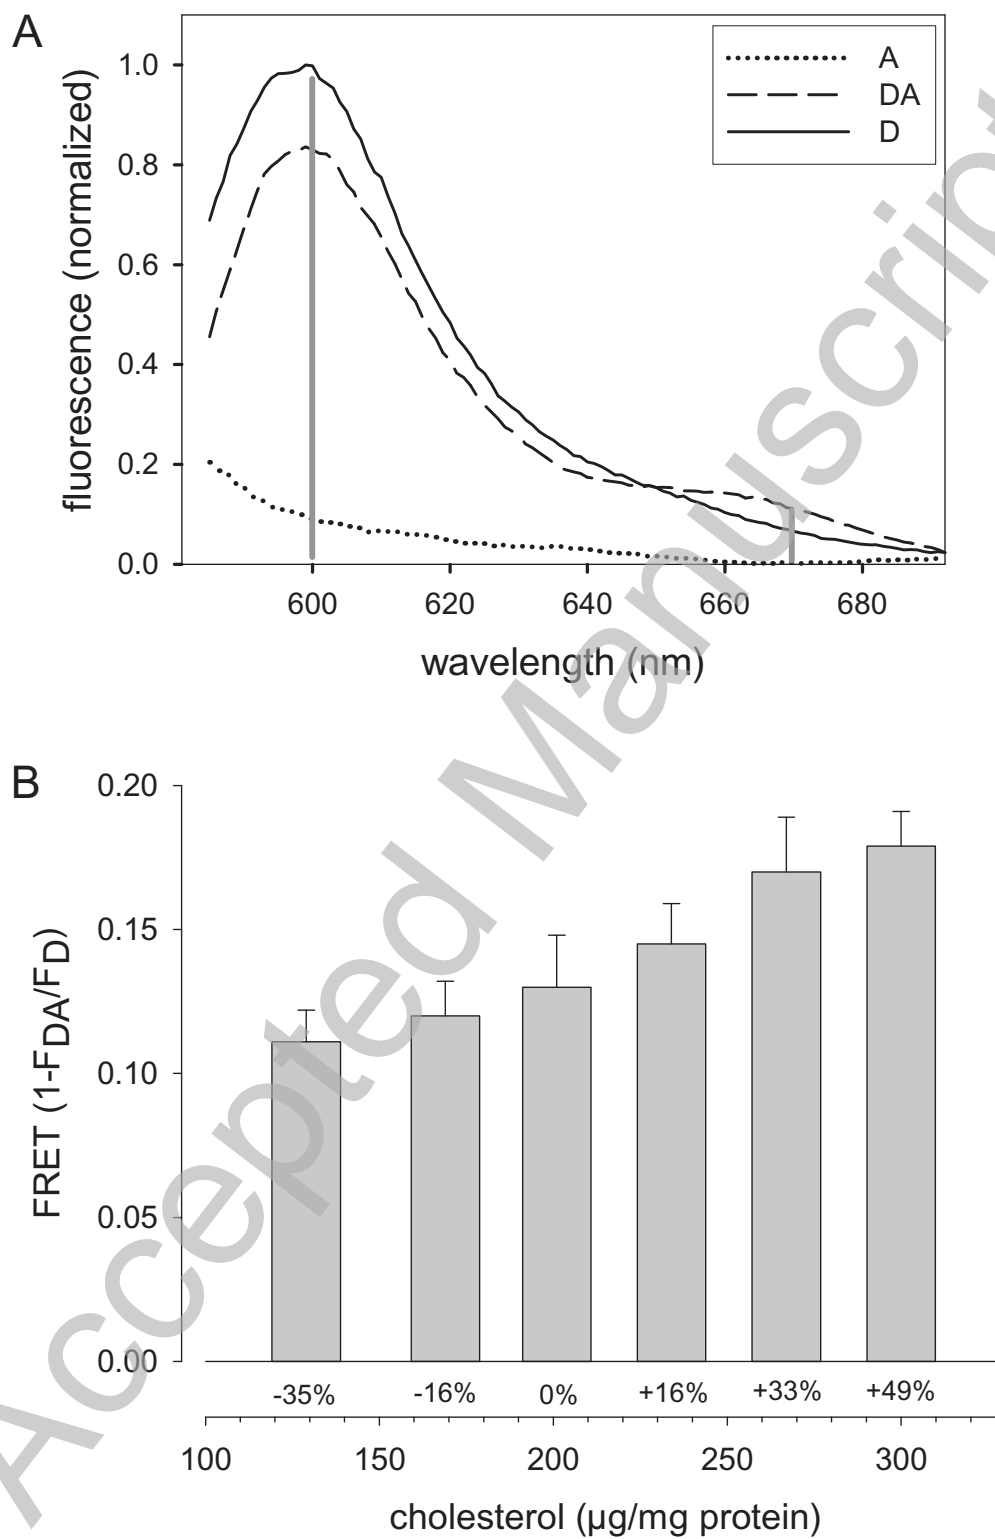 A
fluorescence (normalized)
1.0
0.8
0.6
0.4
0.2
0.0
A
DA
D
600 620 640 660 680
wavelength (nm)
B
FRET (1-FDA/FD)
0.20
0.15
0.10
0.05
0.00
-35% -16% 0% +16% +33% +49%
100 150 200 250 300
cholesterol (µg/mg protein)
Accepted Manuscript